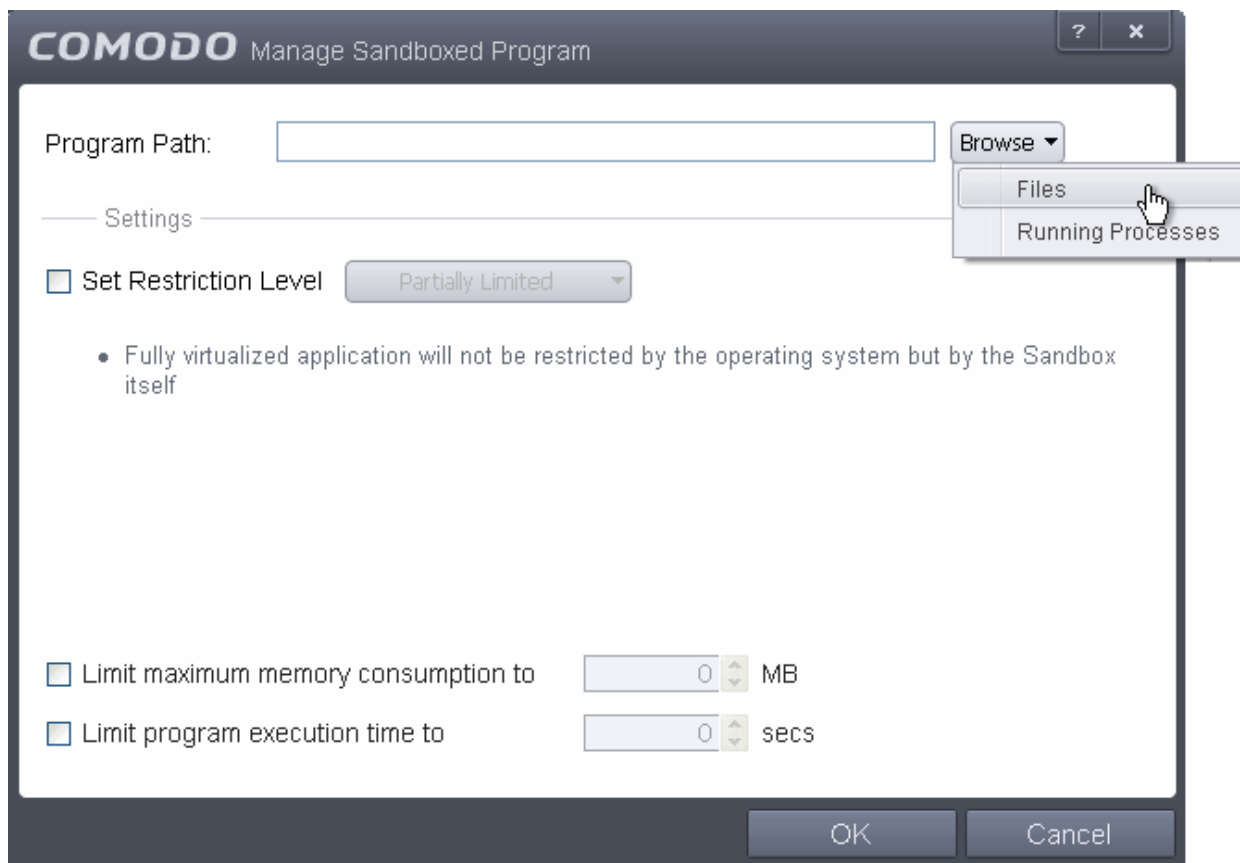 COMODO Manage Sandboxed Program ? ×
Program Path: Browse
Files
Running Processes
Settings
Set Restriction Level Partially Limited
• Fully virtualized application will not be restricted by the operating system but by the Sandbox
itself
Limit maximum memory consumption to 0 MB
Limit program execution time to 0 secs
OK Cancel